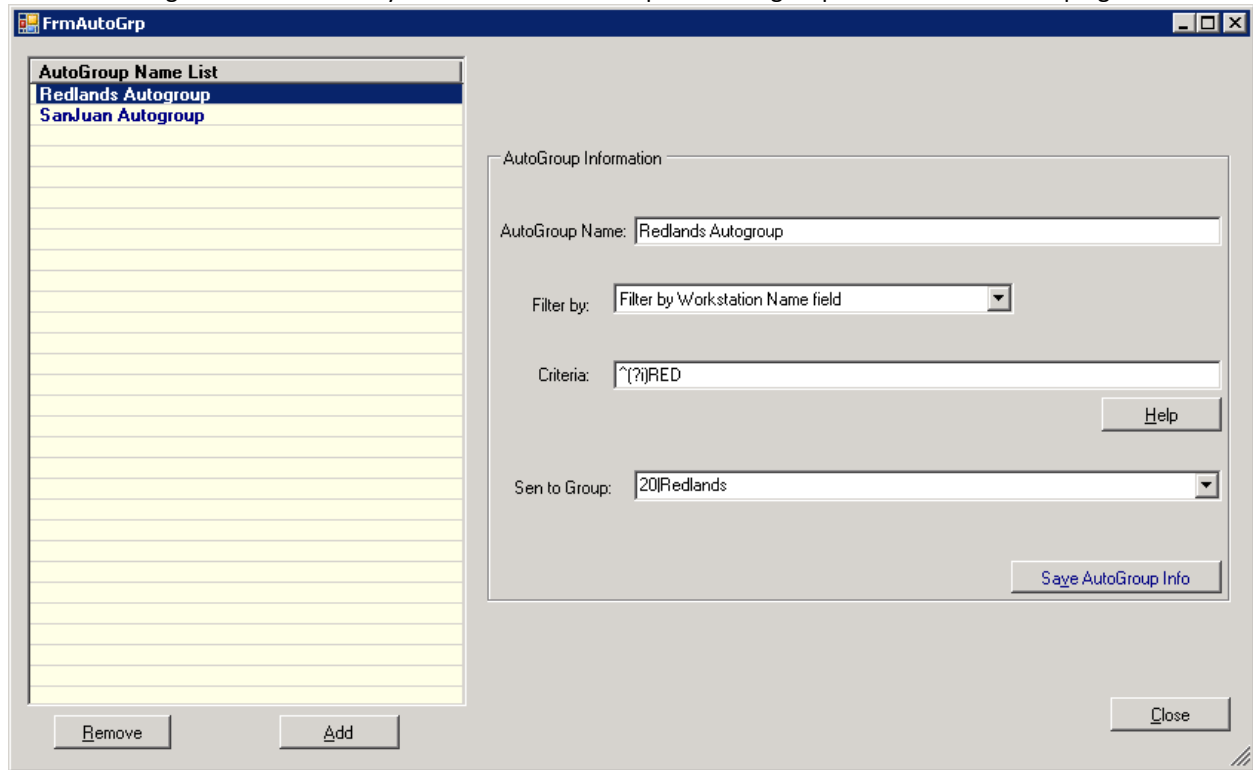 FrmAutoGrp
AutoGroup Name List
Redlands Autogroup
SanJuan Autogroup
AutoGroup Information
AutoGroup Name: Redlands Autogroup
Filter by: Filter by Workstation Name field
Criteria: ^(?i)RED
Help
Sen to Group: 20|Redlands
Save AutoGroup Info
Remove Add
Close